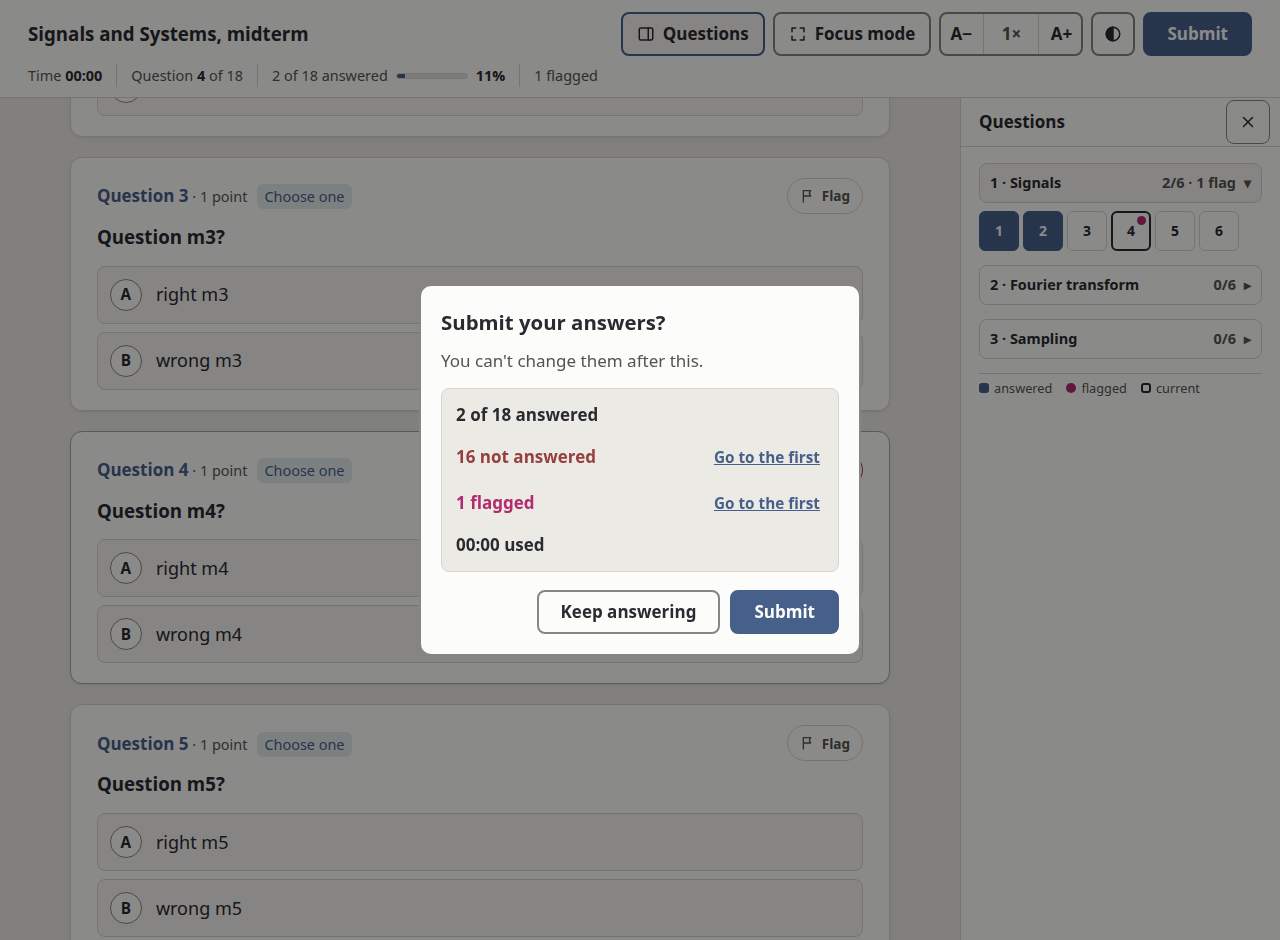 Signals and Systems, midterm
Questions
Focus mode
A− 1× A+
Submit
Time 00:00
Question 4 of 18
2 of 18 answered 11%
1 flagged
Question 3 · 1 point Choose one
Flag
Question m3?
A right m3
B wrong m3
Question 4 · 1 point Choose one
Question m4?
A right m4
B wrong m4
Question 5 · 1 point Choose one
Flag
Question m5?
A right m5
B wrong m5
Submit your answers?
You can't change them after this.
2 of 18 answered
16 not answered Go to the first
1 flagged Go to the first
00:00 used
Keep answering Submit
Questions
1 · Signals 2/6 · 1 flag ▾
1 2 3 4 5 6
2 · Fourier transform 0/6 ▸
3 · Sampling 0/6 ▸
answered flagged current